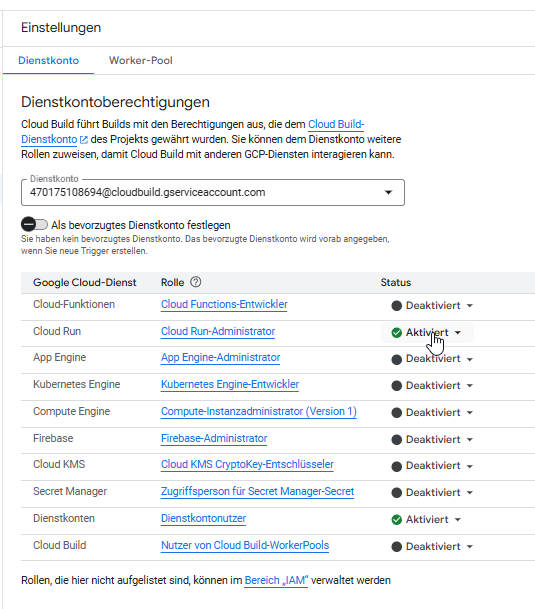 Einstellungen
Dienstkonto Worker-Pool
Dienstkontoberechtigungen
Cloud Build führt Builds mit den Berechtigungen aus, die dem Cloud Build-
Dienstkonto des Projekts gewährt wurden. Sie können dem Dienstkonto weitere
Rollen zuweisen, damit Cloud Build mit anderen GCP-Diensten interagieren kann.
Dienstkonto
470175108694@cloudbuild.gserviceaccount.com
Als bevorzugtes Dienstkonto festlegen
Sie haben kein bevorzugtes Dienstkonto. Das bevorzugte Dienstkonto wird vorab angegeben,
wenn Sie neue Trigger erstellen.
Google Cloud-Dienst Rolle Status
Cloud-Funktionen Cloud Functions-Entwickler Deaktiviert
Cloud Run Cloud Run-Administrator Aktiviert
App Engine App Engine-Administrator Deaktiviert
Kubernetes Engine Kubernetes Engine-Entwickler Deaktiviert
Compute Engine Compute-Instanzadministrator (Version 1) Deaktiviert
Firebase Firebase-Administrator Deaktiviert
Cloud KMS Cloud KMS CryptoKey-Entschlüsseler Deaktiviert
Secret Manager Zugriffsperson für Secret Manager-Secret Deaktiviert
Dienstkonten Dienstkontonutzer Aktiviert
Cloud Build Nutzer von Cloud Build-WorkerPools Deaktiviert
Rollen, die hier nicht aufgelistet sind, können im Bereich „IAM“ verwaltet werden